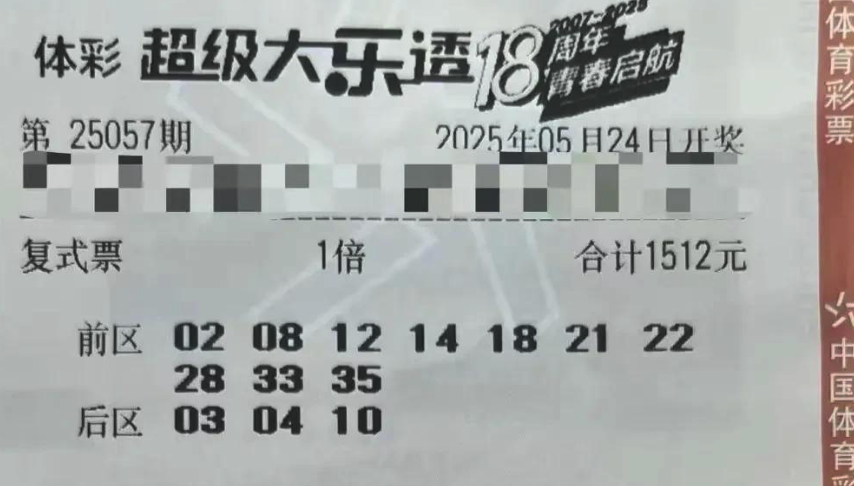 体彩 超级大乐透 18 2007-2025
周年
青春启航
第 25057期 2025年05月24日开奖
复式票 1倍 合计1512元
前区 02 08 12 14 18 21 22
28 33 35
后区 03 04 10
体育彩票
中国体育